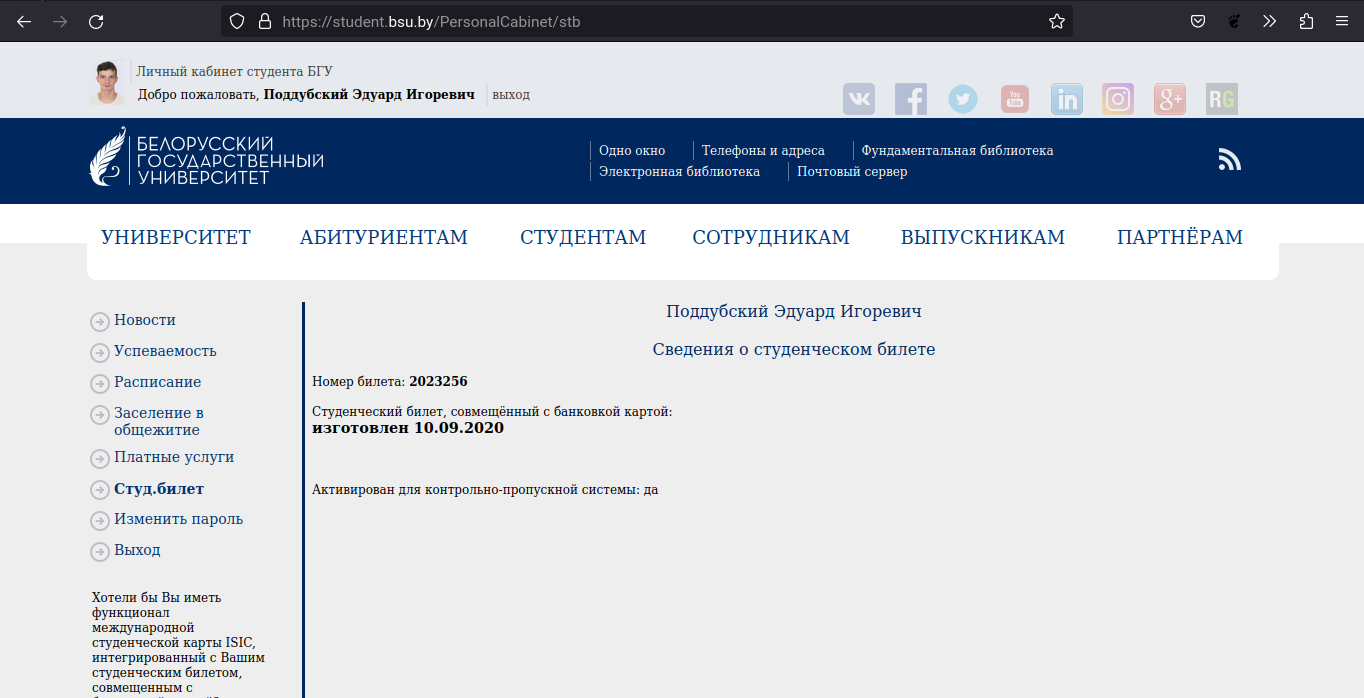 https://student.bsu.by/PersonalCabinet/stb
Личный кабинет студента БГУ
Добро пожаловать, Поддубский Эдуард Игоревич выход
You Tube in g+ RG
БЕЛОРУССКИЙ
ГОСУДАРСТВЕННЫЙ
УНИВЕРСИТЕТ
Одно окно Телефоны и адреса Фундаментальная библиотека
Электронная библиотека Почтовый сервер
УНИВЕРСИТЕТ АБИТУРИЕНТАМ СТУДЕНТАМ СОТРУДНИКАМ ВЫПУСКНИКАМ ПАРТНЁРАМ
Новости
Успеваемость
Расписание
Заселение в
общежитие
Платные услуги
Студ.билет
Изменить пароль
Выход
Хотели бы Вы иметь
функционал
международной
студенческой карты ISIC,
интегрированный с Вашим
студенческим билетом,
совмещенным с
Поддубский Эдуард Игоревич
Сведения о студенческом билете
Номер билета: 2023256
Студенческий билет, совмещённый с банковкой картой:
изготовлен 10.09.2020
Активирован для контрольно-пропускной системы: да